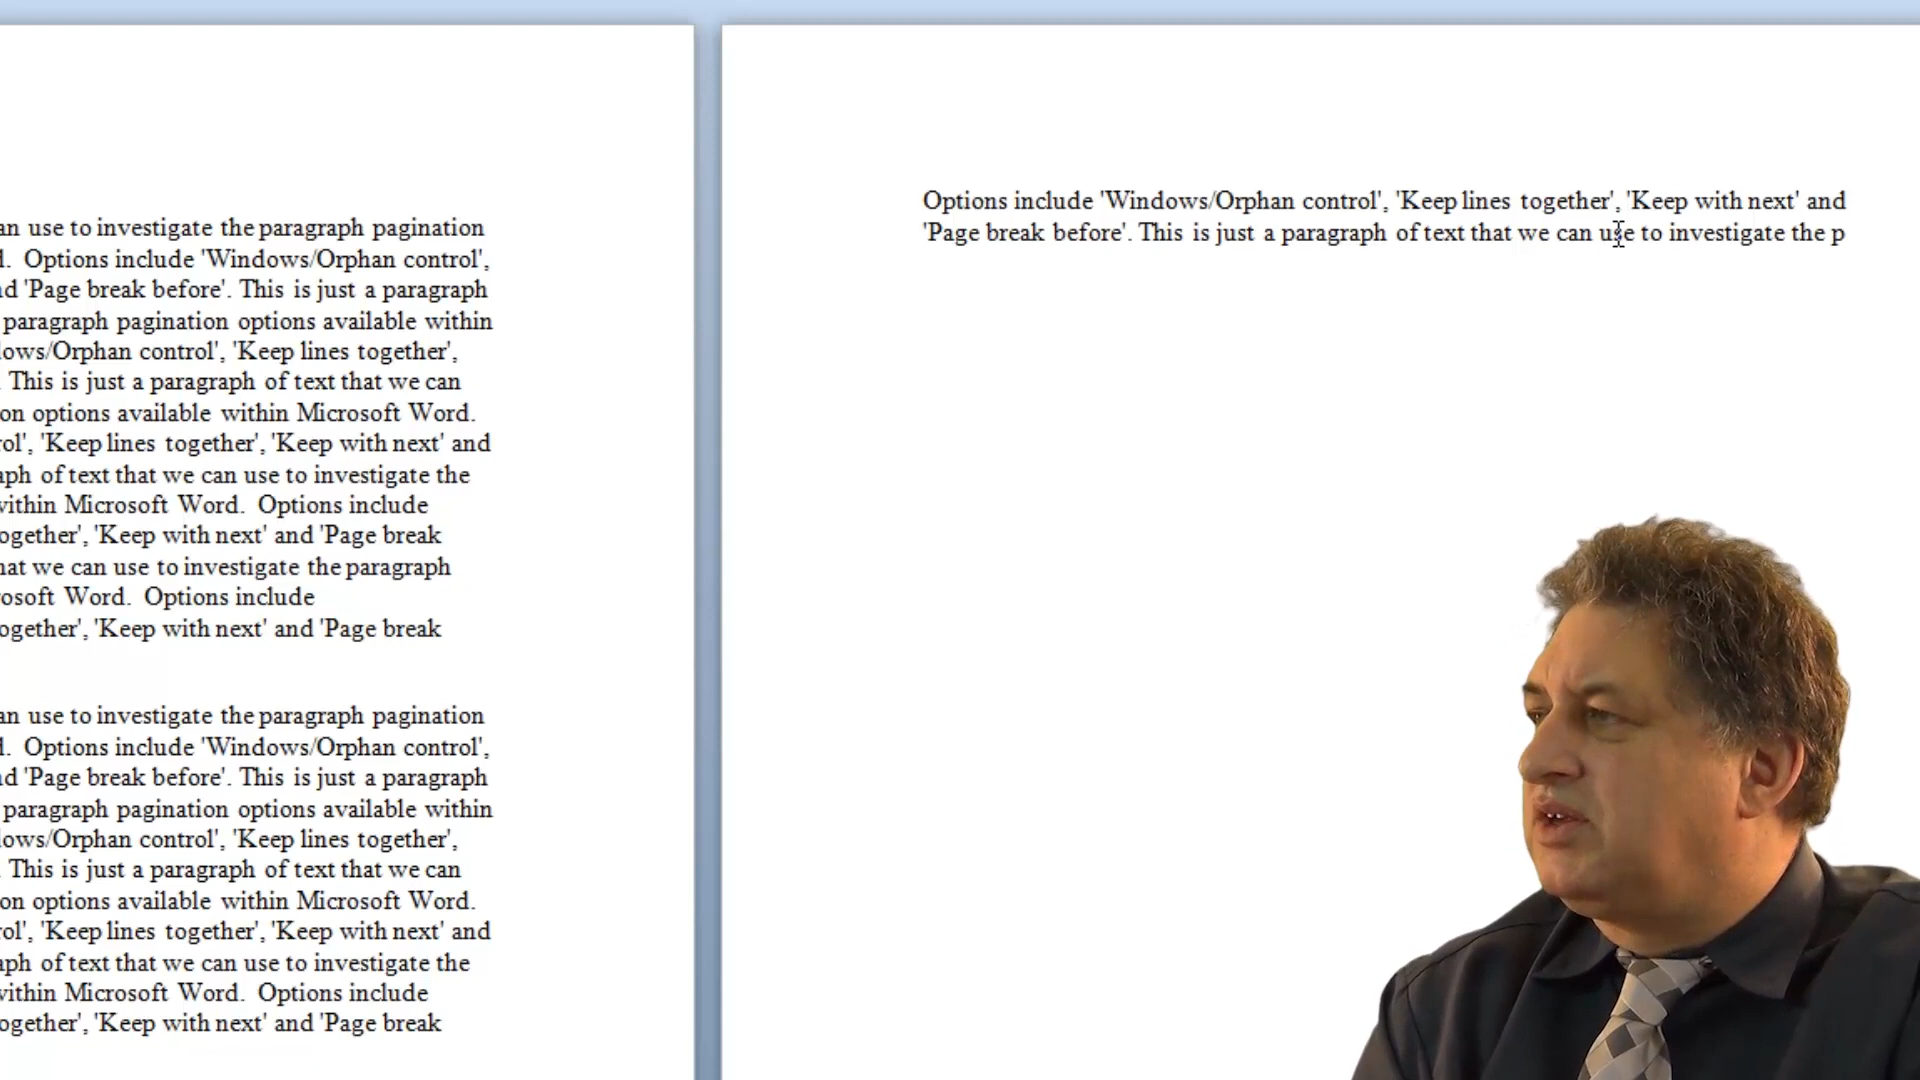 an use to investigate the paragraph pagination
. Options include 'Windows/Orphan control',
'Page break before'. This is just a paragraph
paragraph pagination options available within
ows/Orphan control', 'Keep lines together',
. This is just a paragraph of text that we can
on options available within Microsoft Word.
ol', 'Keep lines together', 'Keep with next' and
aph of text that we can use to investigate the
within Microsoft Word. Options include
ogether', 'Keep with next' and 'Page break
hat we can use to investigate the paragraph
rosoft Word. Options include
ogether', 'Keep with next' and 'Page break
an use to investigate the paragraph pagination
. Options include 'Windows/Orphan control',
'Page break before'. This is just a paragraph
paragraph pagination options available within
ows/Orphan control', 'Keep lines together',
. This is just a paragraph of text that we can
on options available within Microsoft Word.
ol', 'Keep lines together', 'Keep with next' and
aph of text that we can use to investigate the
within Microsoft Word. Options include
ogether', 'Keep with next' and 'Page break
Options include 'Windows/Orphan control', 'Keep lines together', 'Keep with next' and
'Page break before'. This is just a paragraph of text that we can use to investigate the p